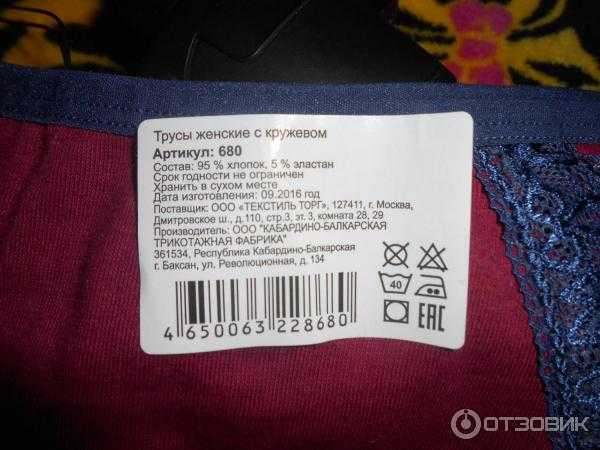 Трусы женские с кружевом
Артикул: 680
Состав: 95 % хлопок, 5 % эластан
Срок годности не ограничен
Хранить в сухом месте
Дата изготовления: 09.2016 год
Поставщик: ООО «ТЕКСТИЛЬ ТОРГ», 127411, г. Москва,
Дмитровское ш., д.110, стр.3, эт. 3, комната 28, 29
Производитель: ООО "КАБАРДИНО-БАЛКАРСКАЯ
ТРИКОТАЖНАЯ ФАБРИКА"
361534, Республика Кабардино-Балкарская
г. Баксан, ул. Революционная, д. 134
40
EAC
4 650063 228680
ОТЗОВИК